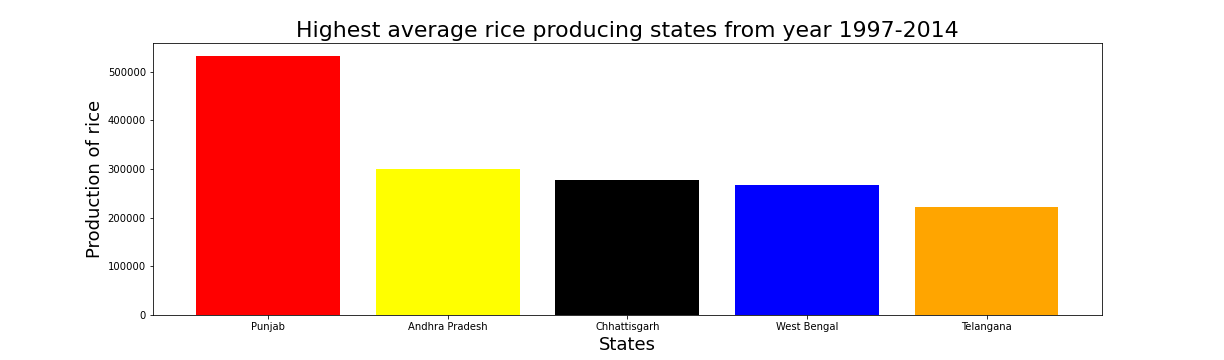 Highest average rice producing states from year 1997-2014
Production of rice
500000
400000
300000
200000
100000
0
Punjab
Andhra Pradesh
Chhattisgarh
West Bengal
Telangana
States